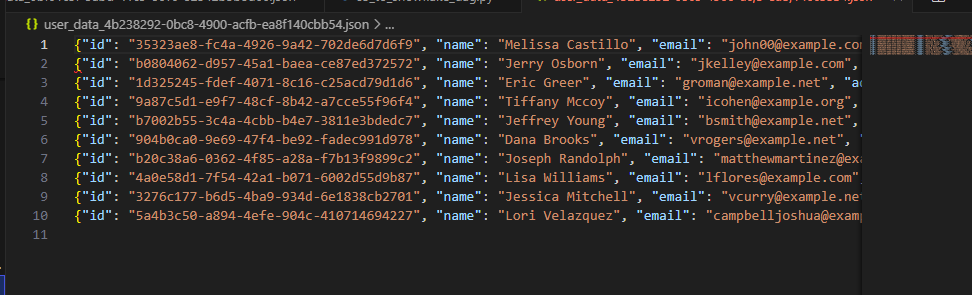 user_data_4b238292-0bc8-4900-acfb-ea8f140cbb54.json > ...
1 {"id": "35323ae8-fc4a-4926-9a42-702de6d7d6f9", "name": "Melissa Castillo", "email": "john00@example.com
2 {"id": "b0804062-d957-45a1-baea-ce87ed372572", "name": "Jerry Osborn", "email": "jkelley@example.com",
3 {"id": "1d325245-fdef-4071-8c16-c25acd79d1d6", "name": "Eric Greer", "email": "groman@example.net", "ad
4 {"id": "9a87c5d1-e9f7-48cf-8b42-a7cce55f96f4", "name": "Tiffany Mccoy", "email": "icohen@example.org",
5 {"id": "b7002b55-3c4a-4cbb-b4e7-3811e3bdedc7", "name": "Jeffrey Young", "email": "bsmith@example.net",
6 {"id": "904b0ca0-9e69-47f4-be92-fadec991d978", "name": "Dana Brooks", "email": "vrogers@example.net", "
7 {"id": "b20c38a6-0362-4f85-a28a-f7b13f9899c2", "name": "Joseph Randolph", "email": "matthewmartinez@exa
8 {"id": "4a0e58d1-7f54-42a1-b071-6002d55d9b87", "name": "Lisa Williams", "email": "lflores@example.com"
9 {"id": "3276c177-b6d5-4ba9-934d-6e1838cb2701", "name": "Jessica Mitchell", "email": "vcurry@example.ne
10 {"id": "5a4b3c50-a894-4efe-904c-410714694227", "name": "Lori Velazquez", "email": "campbelljoshua@exam
11